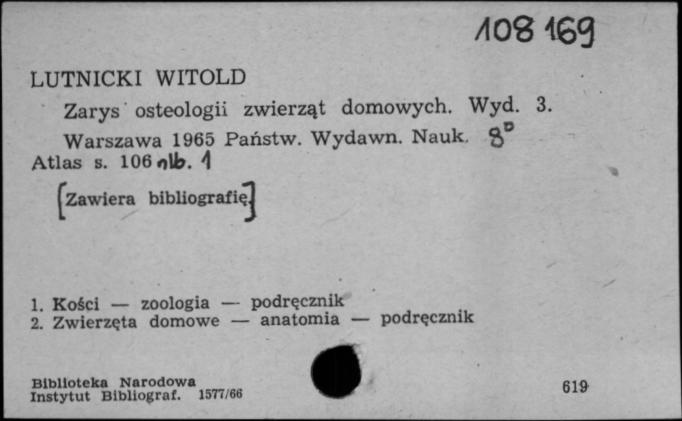 108 169
LUTNICKI WITOLD
Zarys osteologii zwierząt domowych. Wyd. 3.
Warszawa 1965 Państw. Wydawn. Nauk. 8°
Atlas s. 106 nlb. 1
[Zawiera bibliografię]
1. Kości — zoologia — podręcznik
2. Zwierzęta domowe — anatomia — podręcznik
Biblioteka Narodowa
Instytut Bibliograf. 1577/66
619